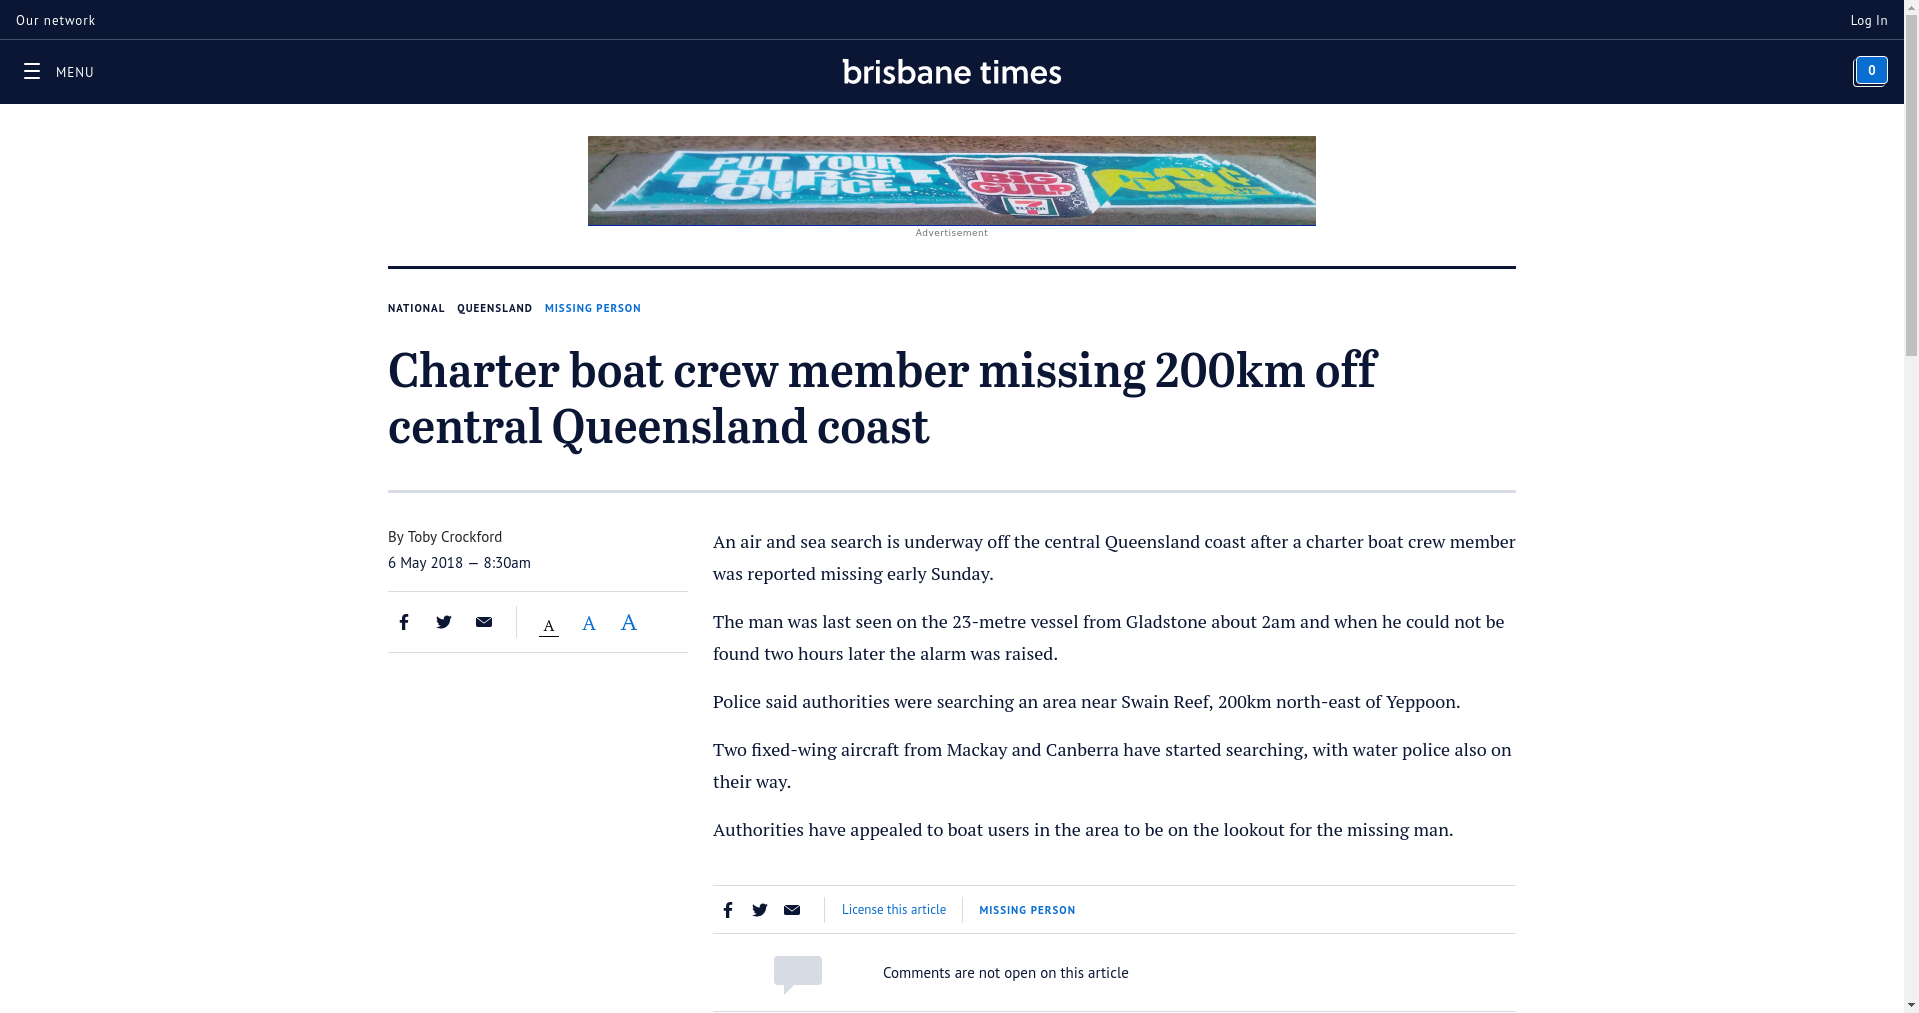 Our network
Log In
MENU
brisbane times
0
PUT YOUR
THIRST
ON ICE.
BIG
GULP
7
ELEVEN
Advertisement
NATIONAL QUEENSLAND MISSING PERSON
Charter boat crew member missing 200km off
central Queensland coast
By Toby Crockford
6 May 2018 — 8:30am
A A A
An air and sea search is underway off the central Queensland coast after a charter boat crew member
was reported missing early Sunday.
The man was last seen on the 23-metre vessel from Gladstone about 2am and when he could not be
found two hours later the alarm was raised.
Police said authorities were searching an area near Swain Reef, 200km north-east of Yeppoon.
Two fixed-wing aircraft from Mackay and Canberra have started searching, with water police also on
their way.
Authorities have appealed to boat users in the area to be on the lookout for the missing man.
License this article
MISSING PERSON
Comments are not open on this article